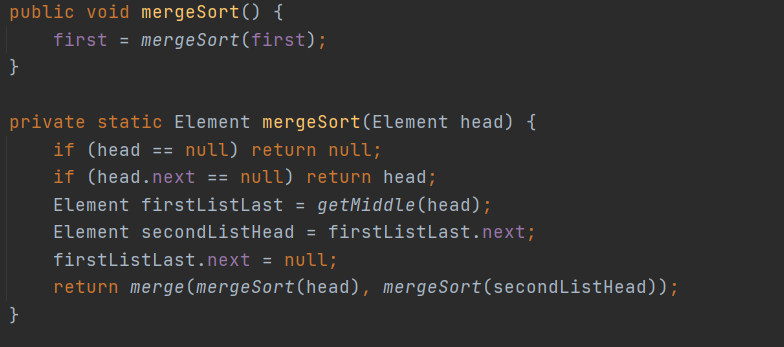 public void mergeSort() {
    first = mergeSort(first);
}

private static Element mergeSort(Element head) {
    if (head == null) return null;
    if (head.next == null) return head;
    Element firstListLast = getMiddle(head);
    Element secondListHead = firstListLast.next;
    firstListLast.next = null;
    return merge(mergeSort(head), mergeSort(secondListHead));
}